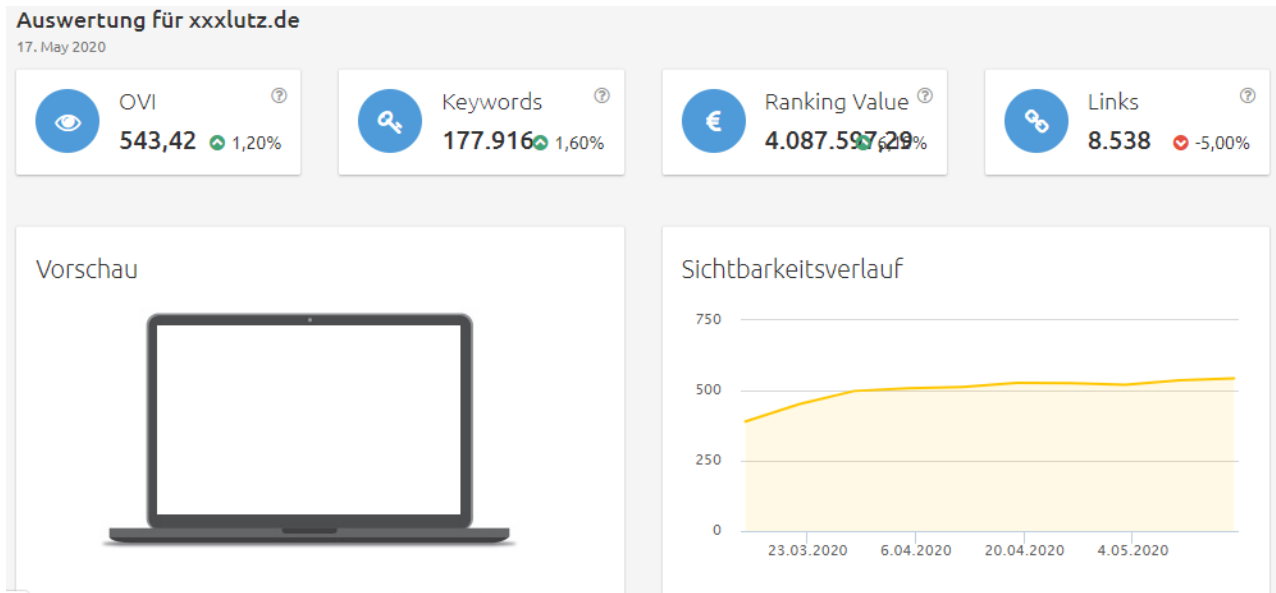 Auswertung für xxxlutz.de
17. May 2020
OVI
543,42 1,20%
Keywords
177.916 1,60%
Ranking Value
4.087.597,29
Links
8.538 -5,00%
Vorschau
Sichtbarkeitsverlauf
750
500
250
0
23.03.2020 6.04.2020 20.04.2020 4.05.2020